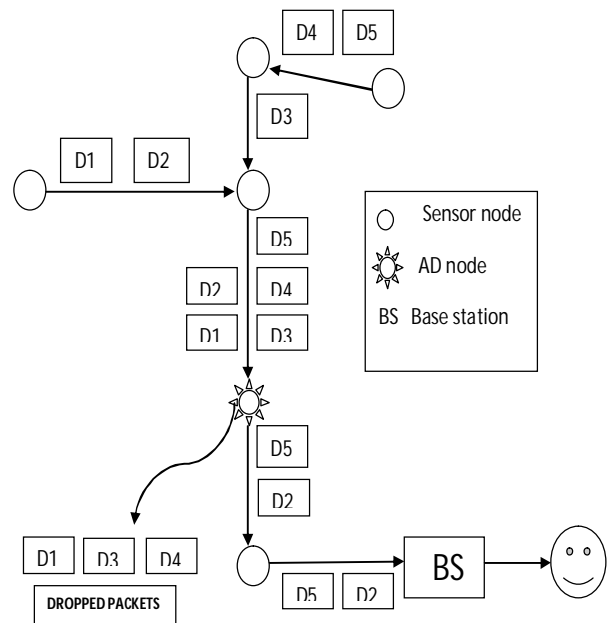 D4 D5
D3
D1 D2
Sensor node
AD node
BS Base station
D5
D2 D4
D1 D3
D5
D2
D1 D3 D4
DROPPED PACKETS
BS
D5 D2